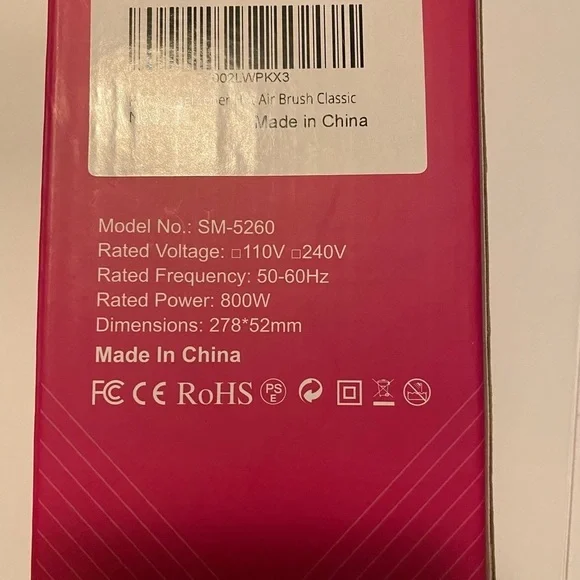 002LWPKX3
Air Brush Classic
N
Made in China
Model No.: SM-5260
Rated Voltage: □110V □240V
Rated Frequency: 50-60Hz
Rated Power: 800W
Dimensions: 278*52mm
Made In China
FC CE RoHS PS E